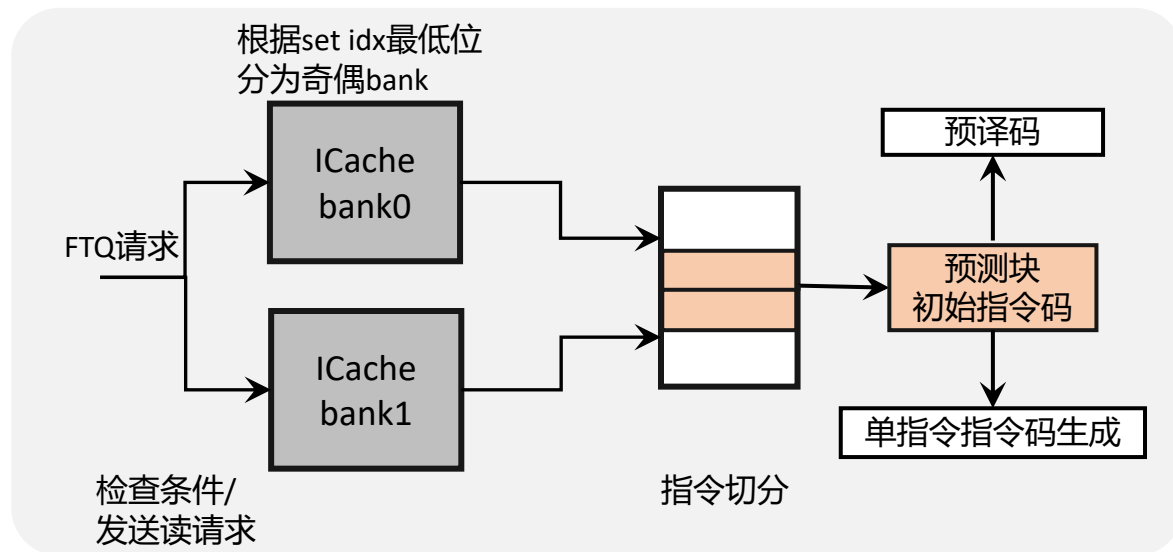 根据set idx最低位
分为奇偶bank
ICache
bank0
预译码
FTQ请求
预测块
初始指令码
ICache
bank1
单指令指令码生成
检查条件/
发送读请求
指令切分